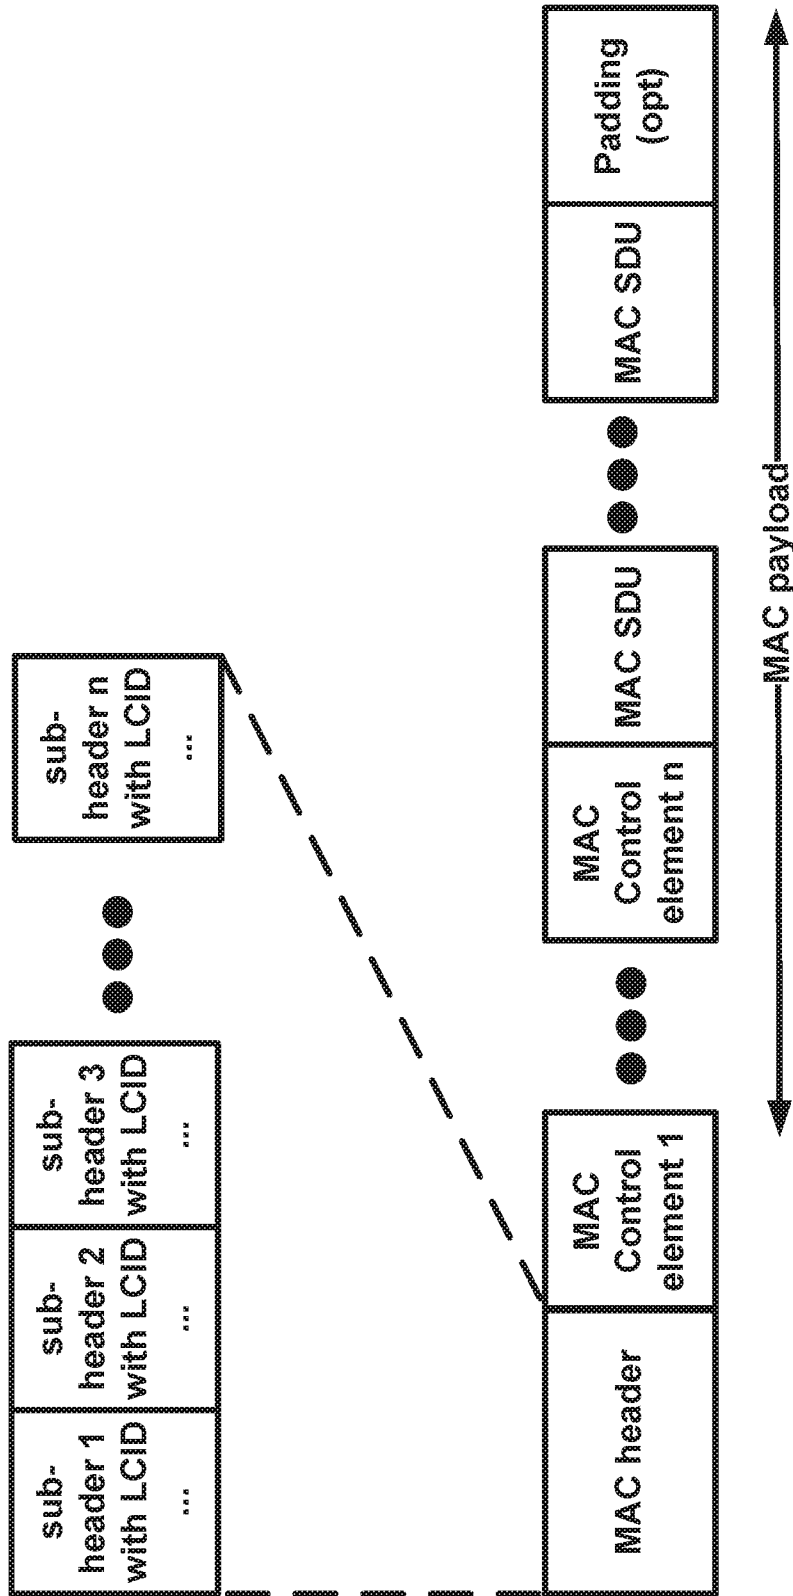 sub-
header 1
with LCID
...
sub-
header 2
with LCID
...
sub-
header 3
with LCID
...
sub-
header n
with LCID
...
MAC header
MAC
Control
element 1
MAC
Control
element n
MAC SDU
MAC SDU
Padding
(opt)
MAC payload